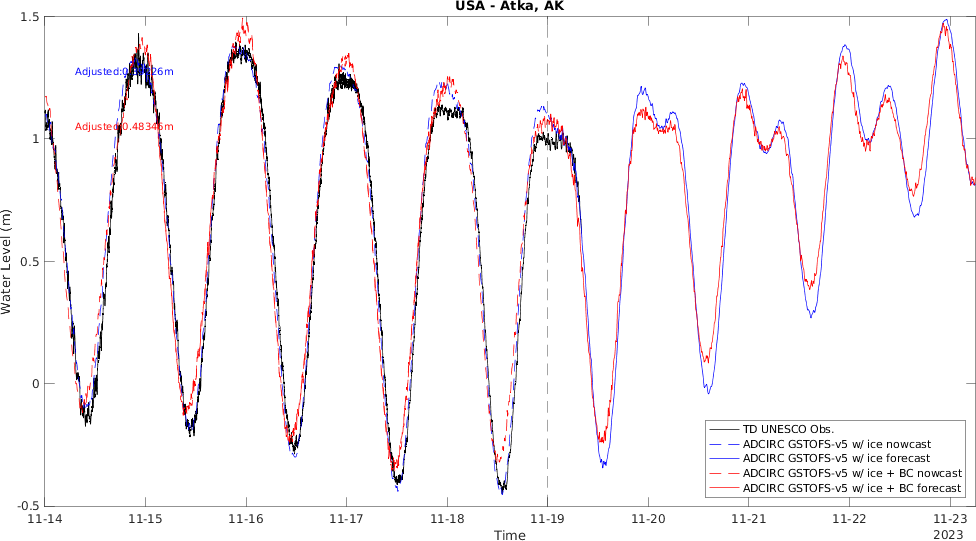 USA - Atka, AK
1.5
1
0.5
0
-0.5
Water Level (m)
Adjusted:0.48346m
TD UNESCO Obs.
ADCIRC GSTOFS-v5 w/ ice nowcast
ADCIRC GSTOFS-v5 w/ ice forecast
ADCIRC GSTOFS-v5 w/ ice + BC nowcast
ADCIRC GSTOFS-v5 w/ ice + BC forecast
11-14 11-15 11-16 11-17 11-18 11-19 11-20 11-21 11-22 11-23
2023
Time